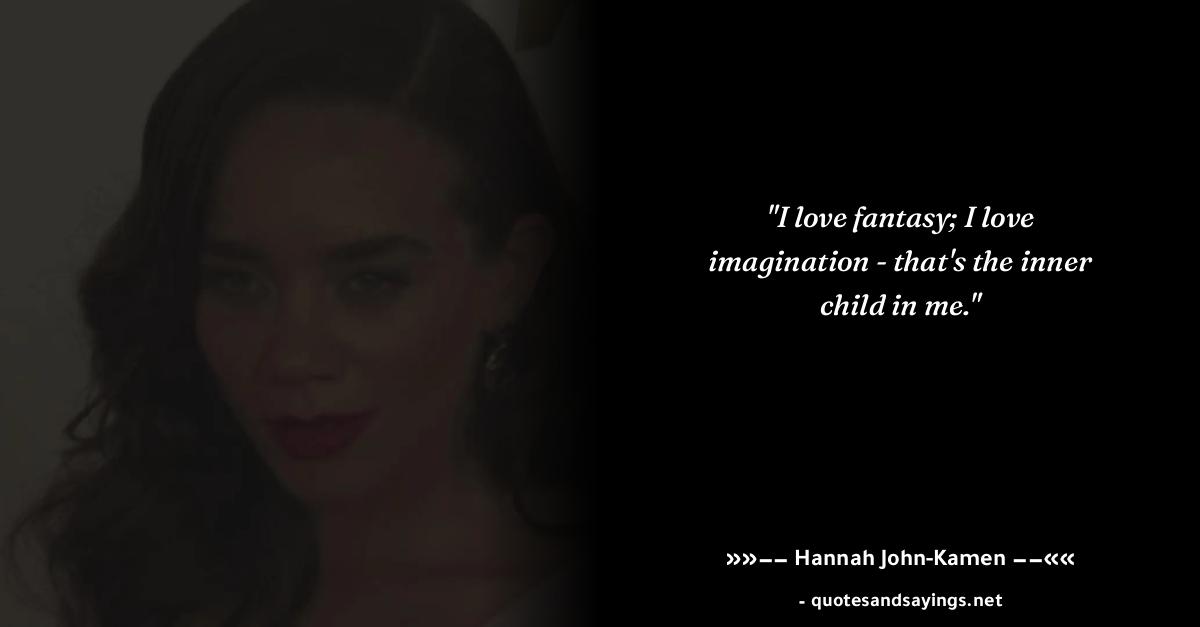 "I love fantasy; I love
imagination - that's the inner
child in me."
»»–– Hannah John-Kamen ––««
- quotesandsayings.net